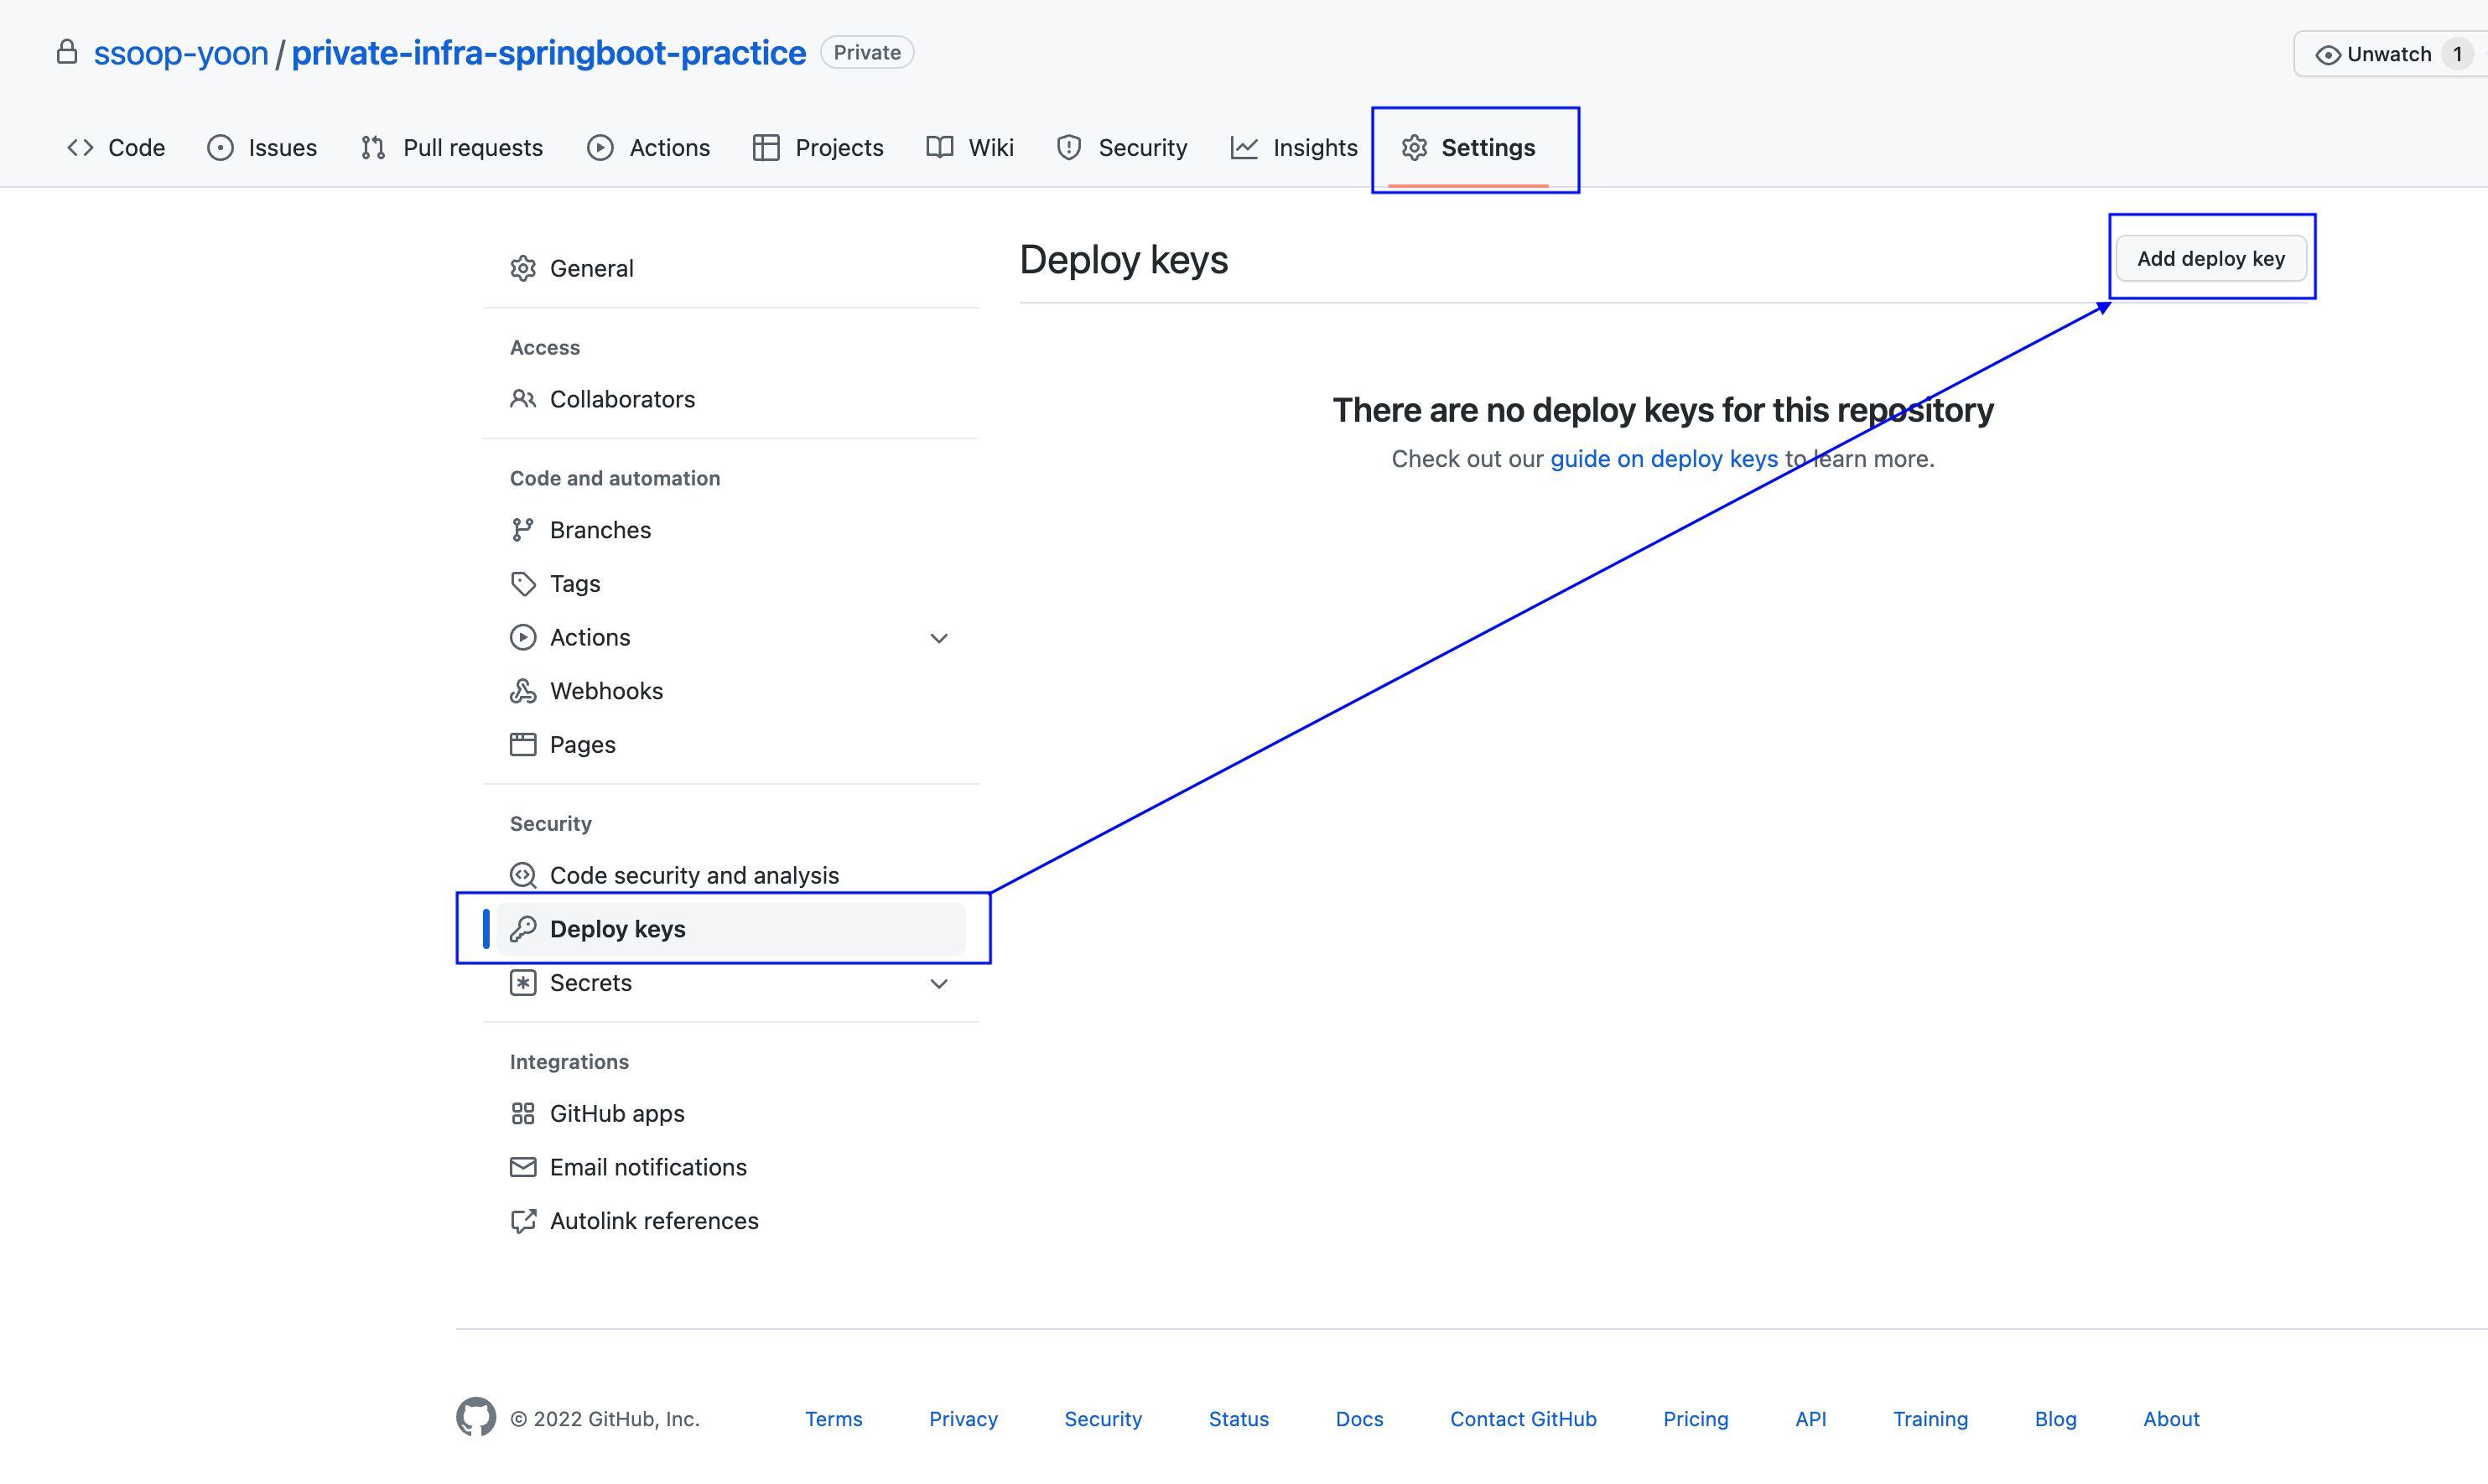 ssoop-yoon / private-infra-springboot-practice Private
Unwatch 1
Code Issues Pull requests Actions Projects Wiki Security Insights Settings
General
Access
Collaborators
Code and automation
Branches
Tags
Actions
Webhooks
Pages
Security
Code security and analysis
Deploy keys
Secrets
Integrations
GitHub apps
Email notifications
Autolink references
Deploy keys
Add deploy key
There are no deploy keys for this repository
Check out our guide on deploy keys to learn more.
© 2022 GitHub, Inc. Terms Privacy Security Status Docs Contact GitHub Pricing API Training Blog About